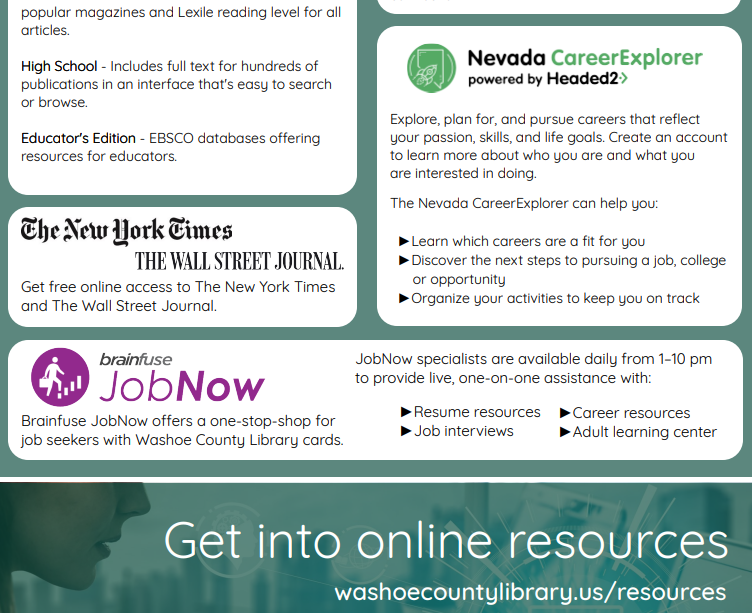 popular magazines and Lexile reading level for all
articles.
High School - Includes full text for hundreds of
publications in an interface that's easy to search
or browse.
Educator's Edition - EBSCO databases offering
resources for educators.
The New York Times
THE WALL STREET JOURNAL.
Get free online access to The New York Times
and The Wall Street Journal.
Nevada CareerExplorer
powered by Headed2
Explore, plan for, and pursue careers that reflect
your passion, skills, and life goals. Create an account
to learn more about who you are and what you
are interested in doing.
The Nevada CareerExplorer can help you:
▶Learn which careers are a fit for you
▶Discover the next steps to pursuing a job, college
or opportunity
▶Organize your activities to keep you on track
brainfuse
JobNow
Brainfuse JobNow offers a one-stop-shop for
job seekers with Washoe County Library cards.
JobNow specialists are available daily from 1–10 pm
to provide live, one-on-one assistance with:
▶Resume resources
▶Job interviews
▶Career resources
▶Adult learning center
Get into online resources
washoecountylibrary.us/resources